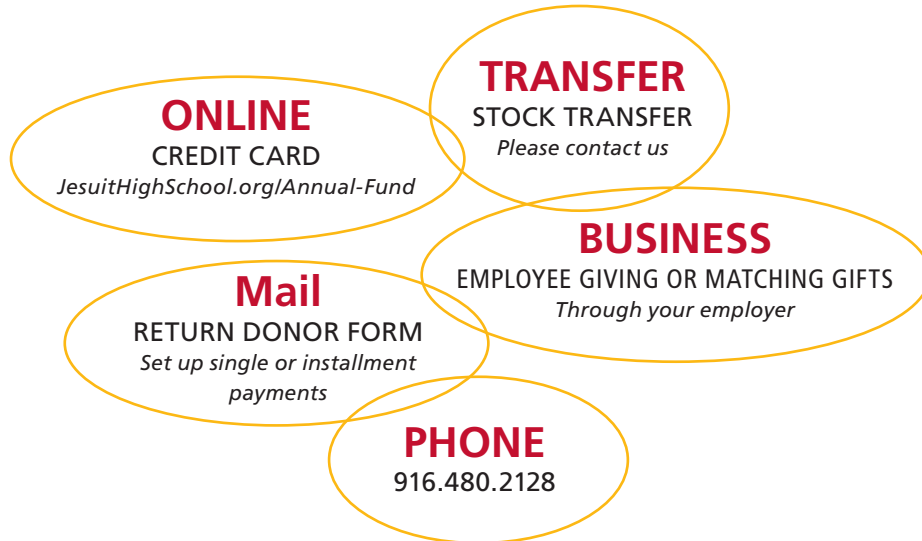 ONLINE
CREDIT CARD
JesuitHighSchool.org/Annual-Fund
TRANSFER
STOCK TRANSFER
Please contact us
BUSINESS
EMPLOYEE GIVING OR MATCHING GIFTS
Through your employer
Mail
RETURN DONOR FORM
Set up single or installment
payments
PHONE
916.480.2128